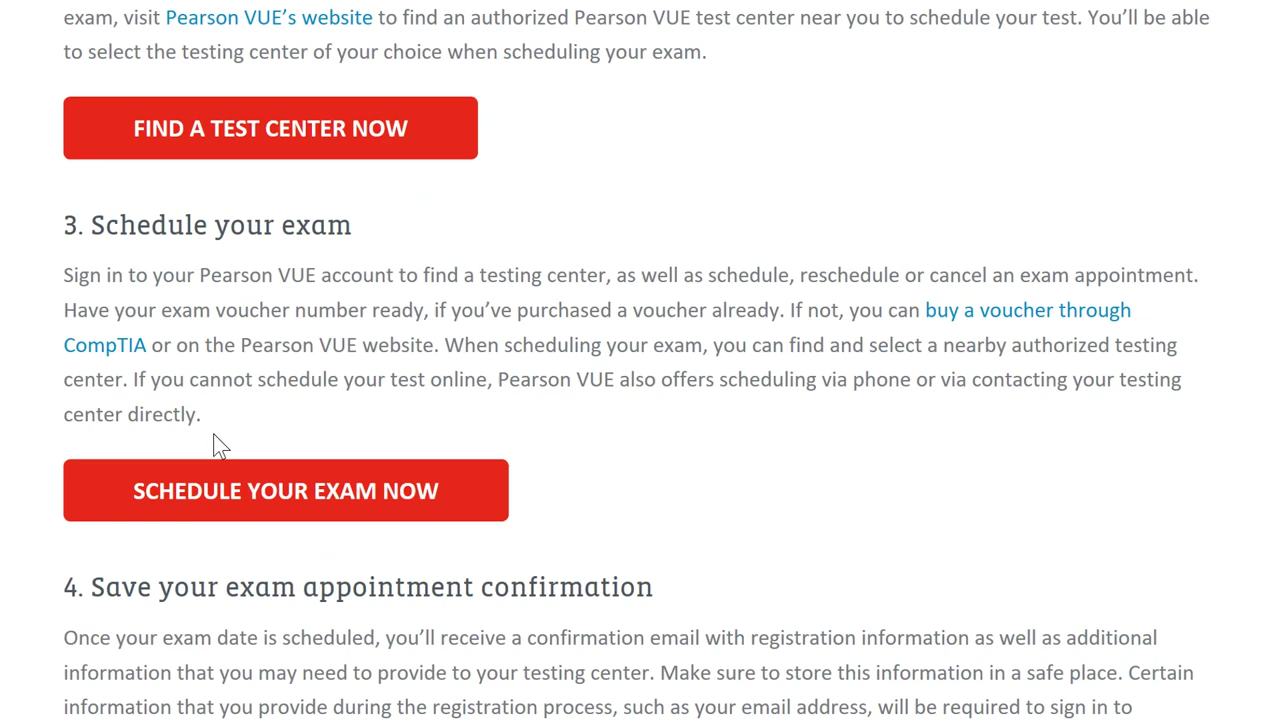 exam, visit Pearson VUE’s website to find an authorized Pearson VUE test center near you to schedule your test. You’ll be able
to select the testing center of your choice when scheduling your exam.
FIND A TEST CENTER NOW
3. Schedule your exam
Sign in to your Pearson VUE account to find a testing center, as well as schedule, reschedule or cancel an exam appointment.
Have your exam voucher number ready, if you’ve purchased a voucher already. If not, you can buy a voucher through
CompTIA or on the Pearson VUE website. When scheduling your exam, you can find and select a nearby authorized testing
center. If you cannot schedule your test online, Pearson VUE also offers scheduling via phone or via contacting your testing
center directly.
SCHEDULE YOUR EXAM NOW
4. Save your exam appointment confirmation
Once your exam date is scheduled, you’ll receive a confirmation email with registration information as well as additional
information that you may need to provide to your testing center. Make sure to store this information in a safe place. Certain
information that you provide during the registration process, such as your email address, will be required to sign in to